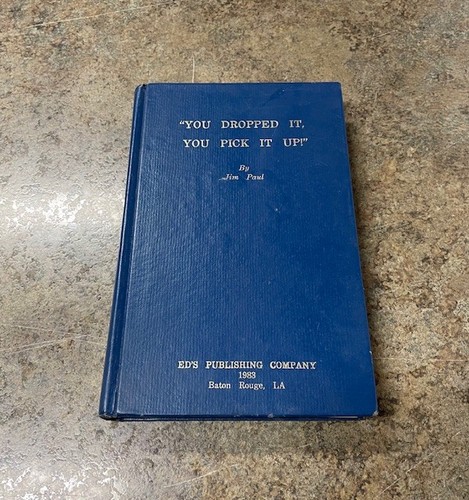 "YOU DROPPED IT,
YOU PICK IT UP!"
By
Jim Paul
ED'S PUBLISHING COMPANY
1983
Baton Rouge, LA